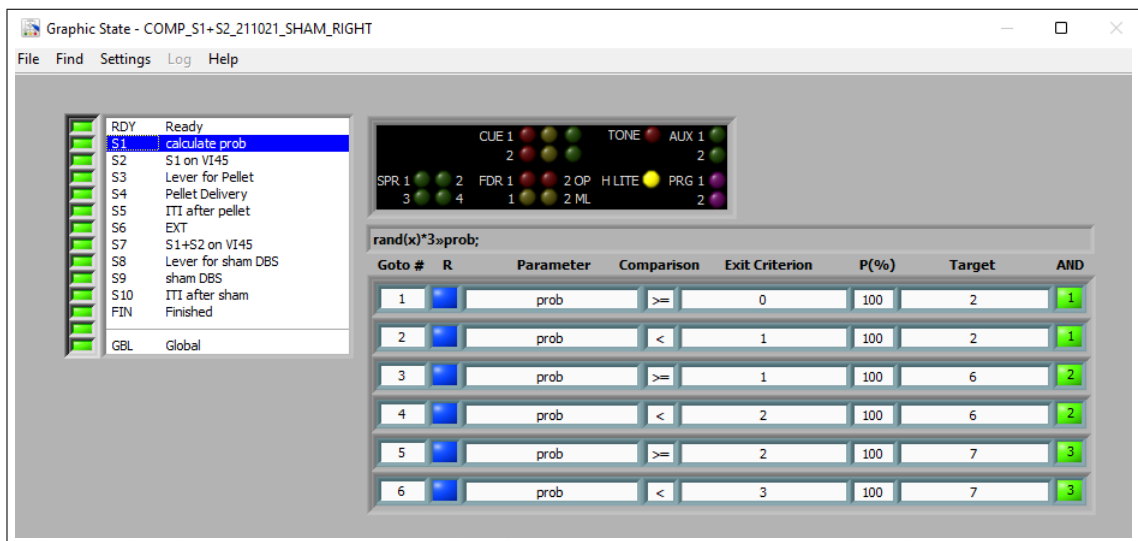 Graphic State - COMP_S1+S2_211021_SHAM_RIGHT
File Find Settings Log Help
RDY Ready
S1 calculate prob
S2 S1 on VI45
S3 Lever for Pellet
S4 Pellet Delivery
S5 ITI after pellet
S6 EXT
S7 S1+S2 on VI45
S8 Lever for sham DBS
S9 sham DBS
S10 ITI after sham
FIN Finished
GBL Global
CUE 1 TONE AUX 1
2 2
SPR 1 2 FDR 1 2 OP H LITE PRG 1
3 4 1 2 ML 2
rand(x)*3»prob;
Goto # R Parameter Comparison Exit Criterion P(%) Target AND
1 prob >= 0 100 2 1
2 prob < 1 100 2 1
3 prob >= 1 100 6 2
4 prob < 2 100 6 2
5 prob >= 2 100 7 3
6 prob < 3 100 7 3